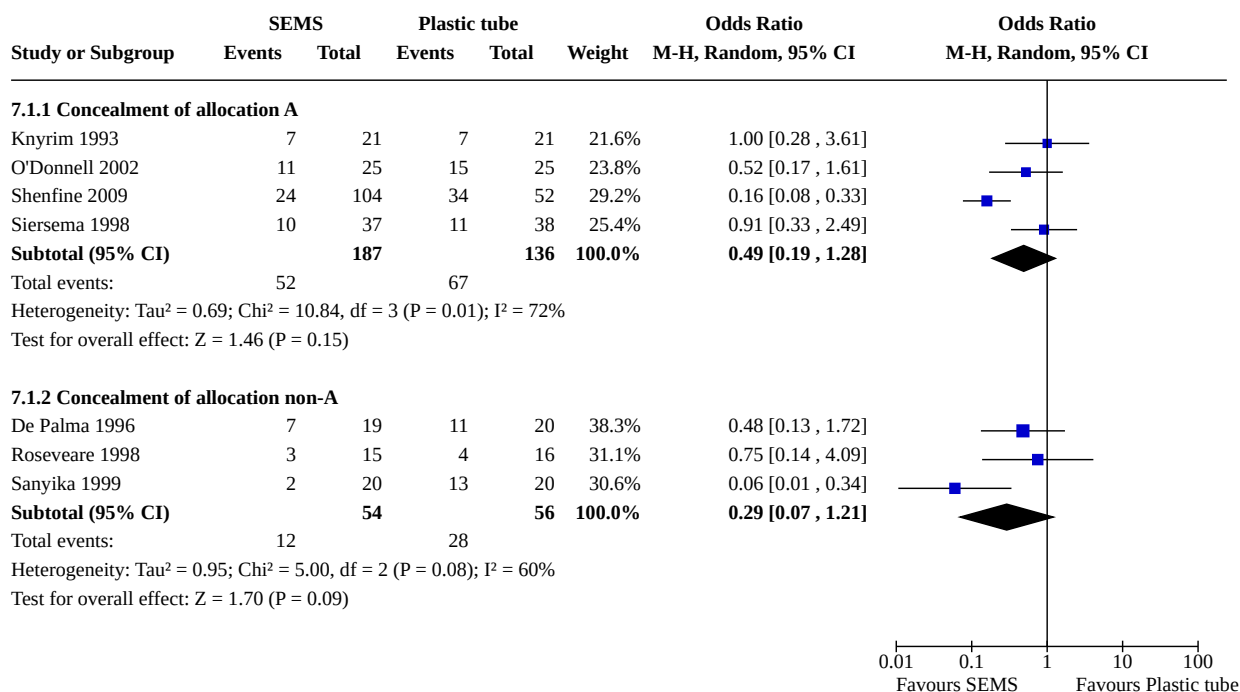 SEMS Plastic tube Odds Ratio Odds Ratio
Study or Subgroup Events Total Events Total Weight M-H, Random, 95% CI M-H, Random, 95% CI
7.1.1 Concealment of allocation A
Knyrim 1993 7 21 7 21 21.6% 1.00 [0.28 , 3.61]
O'Donnell 2002 11 25 15 25 23.8% 0.52 [0.17 , 1.61]
Shenfine 2009 24 104 34 52 29.2% 0.16 [0.08 , 0.33]
Siersema 1998 10 37 11 38 25.4% 0.91 [0.33 , 2.49]
Subtotal (95% CI) 187 136 100.0% 0.49 [0.19 , 1.28]
Total events: 52 67
Heterogeneity: Tau² = 0.69; Chi² = 10.84, df = 3 (P = 0.01); I² = 72%
Test for overall effect: Z = 1.46 (P = 0.15)
7.1.2 Concealment of allocation non-A
De Palma 1996 7 19 11 20 38.3% 0.48 [0.13 , 1.72]
Roseveare 1998 3 15 4 16 31.1% 0.75 [0.14 , 4.09]
Sanyika 1999 2 20 13 20 30.6% 0.06 [0.01 , 0.34]
Subtotal (95% CI) 54 56 100.0% 0.29 [0.07 , 1.21]
Total events: 12 28
Heterogeneity: Tau² = 0.95; Chi² = 5.00, df = 2 (P = 0.08); I² = 60%
Test for overall effect: Z = 1.70 (P = 0.09)
0.01 0.1 1 10 100
Favours SEMS Favours Plastic tube